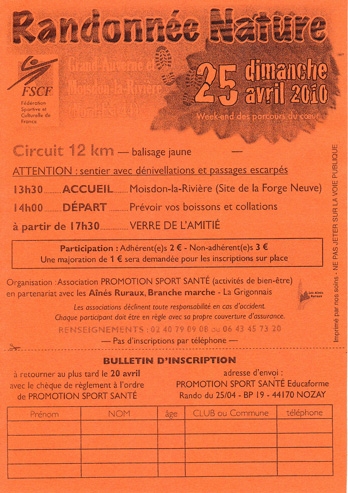 Randonnée Nature
Grand-Auverné et
Moisdon-la-Rivière
25 dimanche
avril 2010
Week-end des parcours du cœur
FSCF
Fédération
Sportive et
Culturelle de
France
Circuit 12 km — balisage jaune
ATTENTION : sentier avec dénivellations et passages escarpés
13h30 ACCUEIL Moisdon-la-Rivière (Site de la Forge Neuve)
14h00 DÉPART Prévoir vos boissons et collations
à partir de 17h30 VERRE DE L'AMITIÉ
Participation : Adhérent(e)s 2 € - Non-adhérent(e)s 3 €
Une majoration de 1 € sera demandée pour les inscriptions sur place
Organisation : Association PROMOTION SPORT SANTÉ (activités de bien-être)
en partenariat avec les Aînés Ruraux, Branche marche - La Grigonnais
Les associations déclinent toute responsabilité en cas d'accident.
Chaque participant doit être en règle avec sa propre couverture d'assurance.
RENSEIGNEMENTS : 02 40 79 09 08 ou 06 43 45 73 20
— Pas d'inscriptions par téléphone —
Imprimé par nos soins - NE PAS JETER SUR LA VOIE PUBLIQUE
BULLETIN D'INSCRIPTION
à retourner au plus tard le 20 avril
avec le chèque de règlement à l'ordre
de PROMOTION SPORT SANTÉ
adresse d'envoi :
PROMOTION SPORT SANTÉ Educaforme
Rando du 25/04 - BP 19 - 44170 NOZAY
Prénom NOM âge CLUB ou Commune téléphone